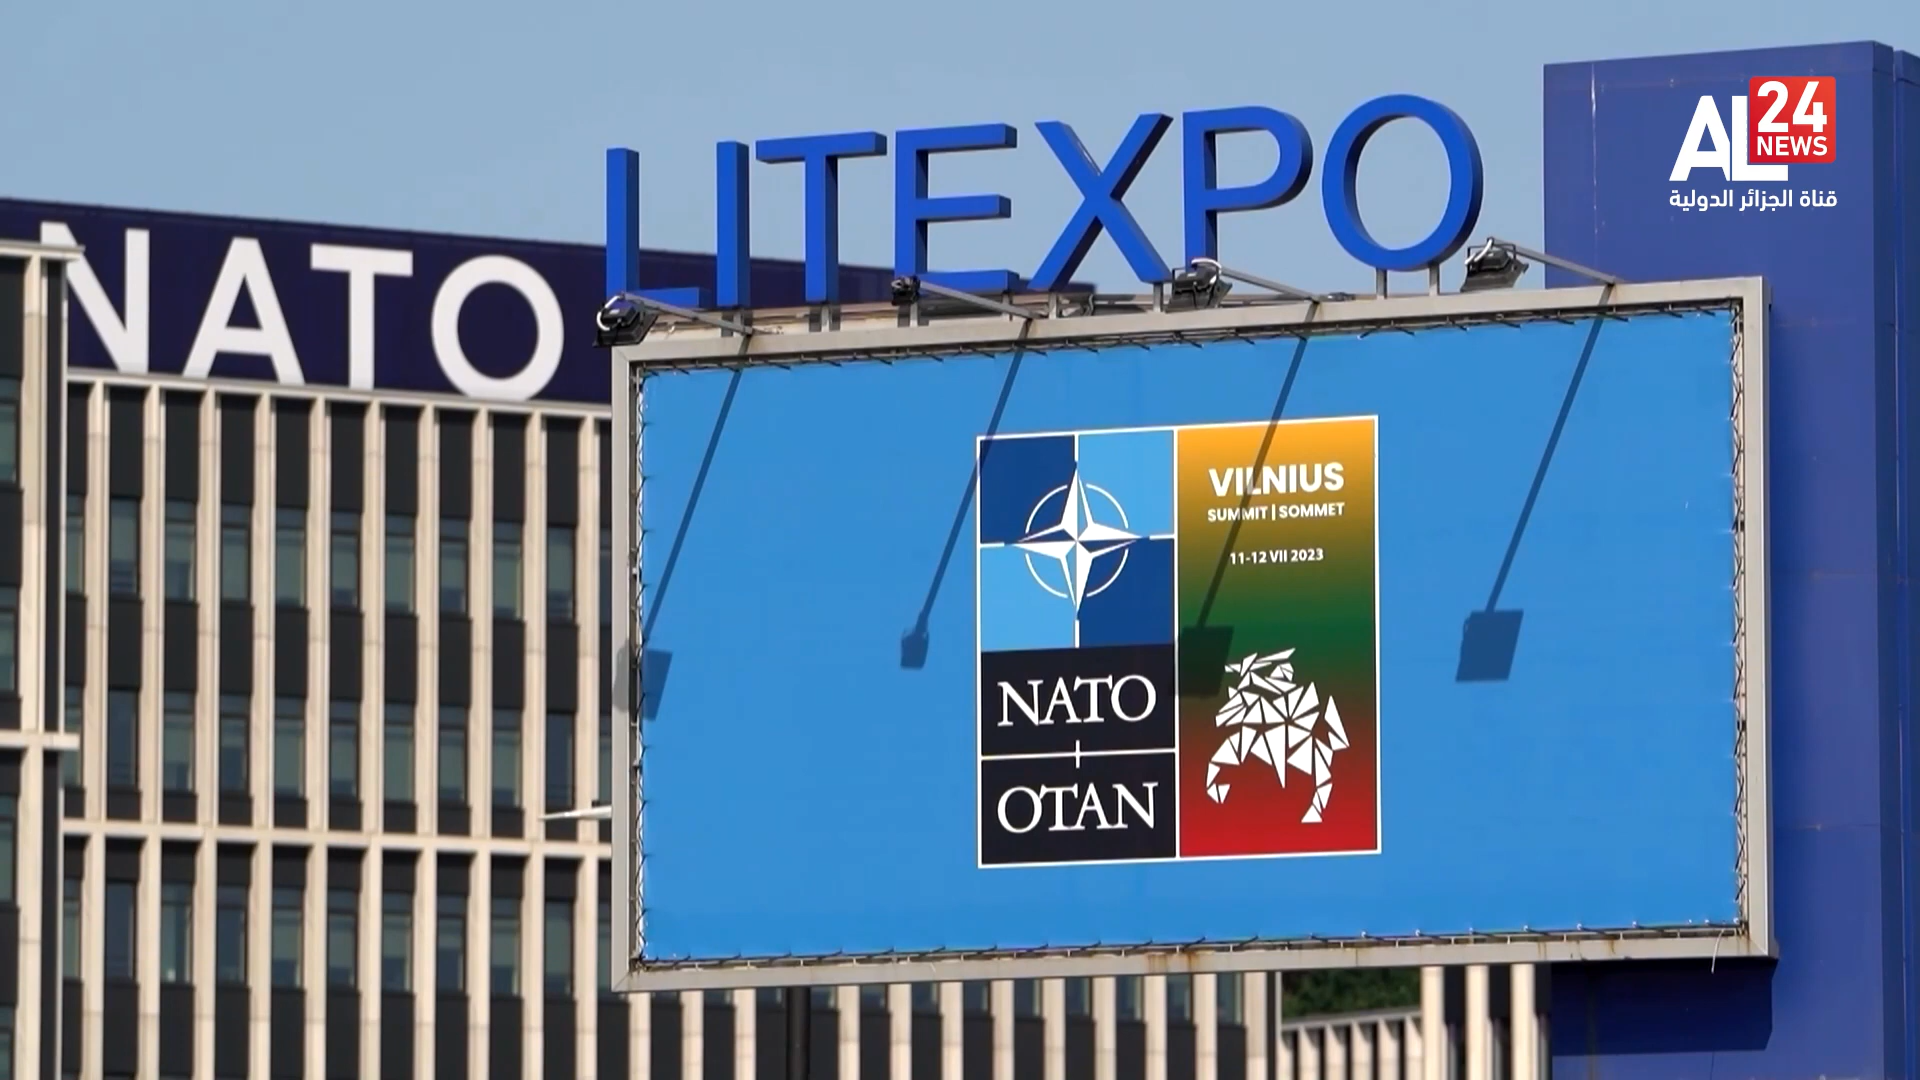 LITEXPO
AL 24
NEWS
قناة الجزائر الدولية
NATO
VILNIUS
SUMMIT | SOMMET
11-12 VII 2023
NATO
OTAN